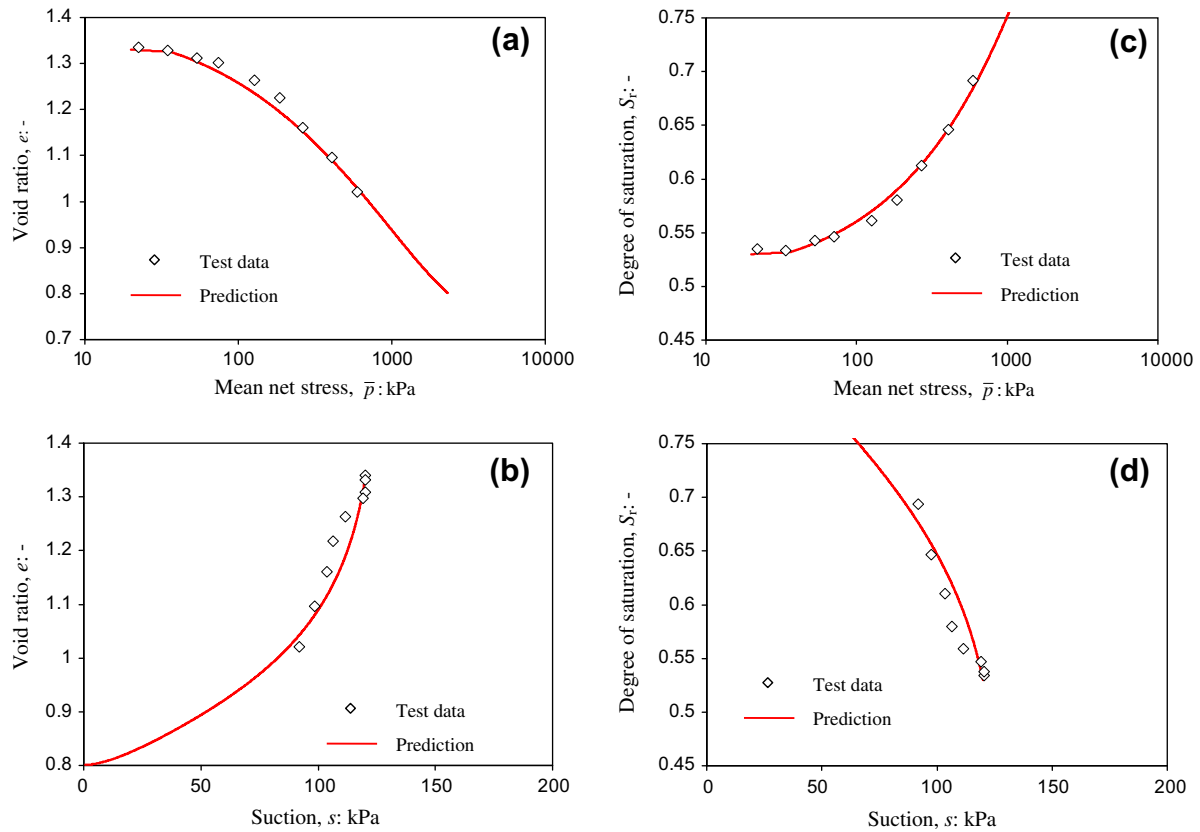 (a)
1.4
1.3
1.2
1.1
1
0.9
0.8
0.7
Void ratio, e: -
Test data
Prediction
10
100
1000
10000
Mean net stress, p̅ : kPa
(c)
0.75
0.7
0.65
0.6
0.55
0.5
0.45
Degree of saturation, Sr: -
Test data
Prediction
10
100
1000
10000
Mean net stress, p̅ : kPa
(b)
1.4
1.3
1.2
1.1
1
0.9
0.8
Void ratio, e: -
Test data
Prediction
0
50
100
150
200
Suction, s: kPa
(d)
0.75
0.7
0.65
0.6
0.55
0.5
0.45
Degree of saturation, Sr: -
Test data
Prediction
0
50
100
150
200
Suction, s: kPa